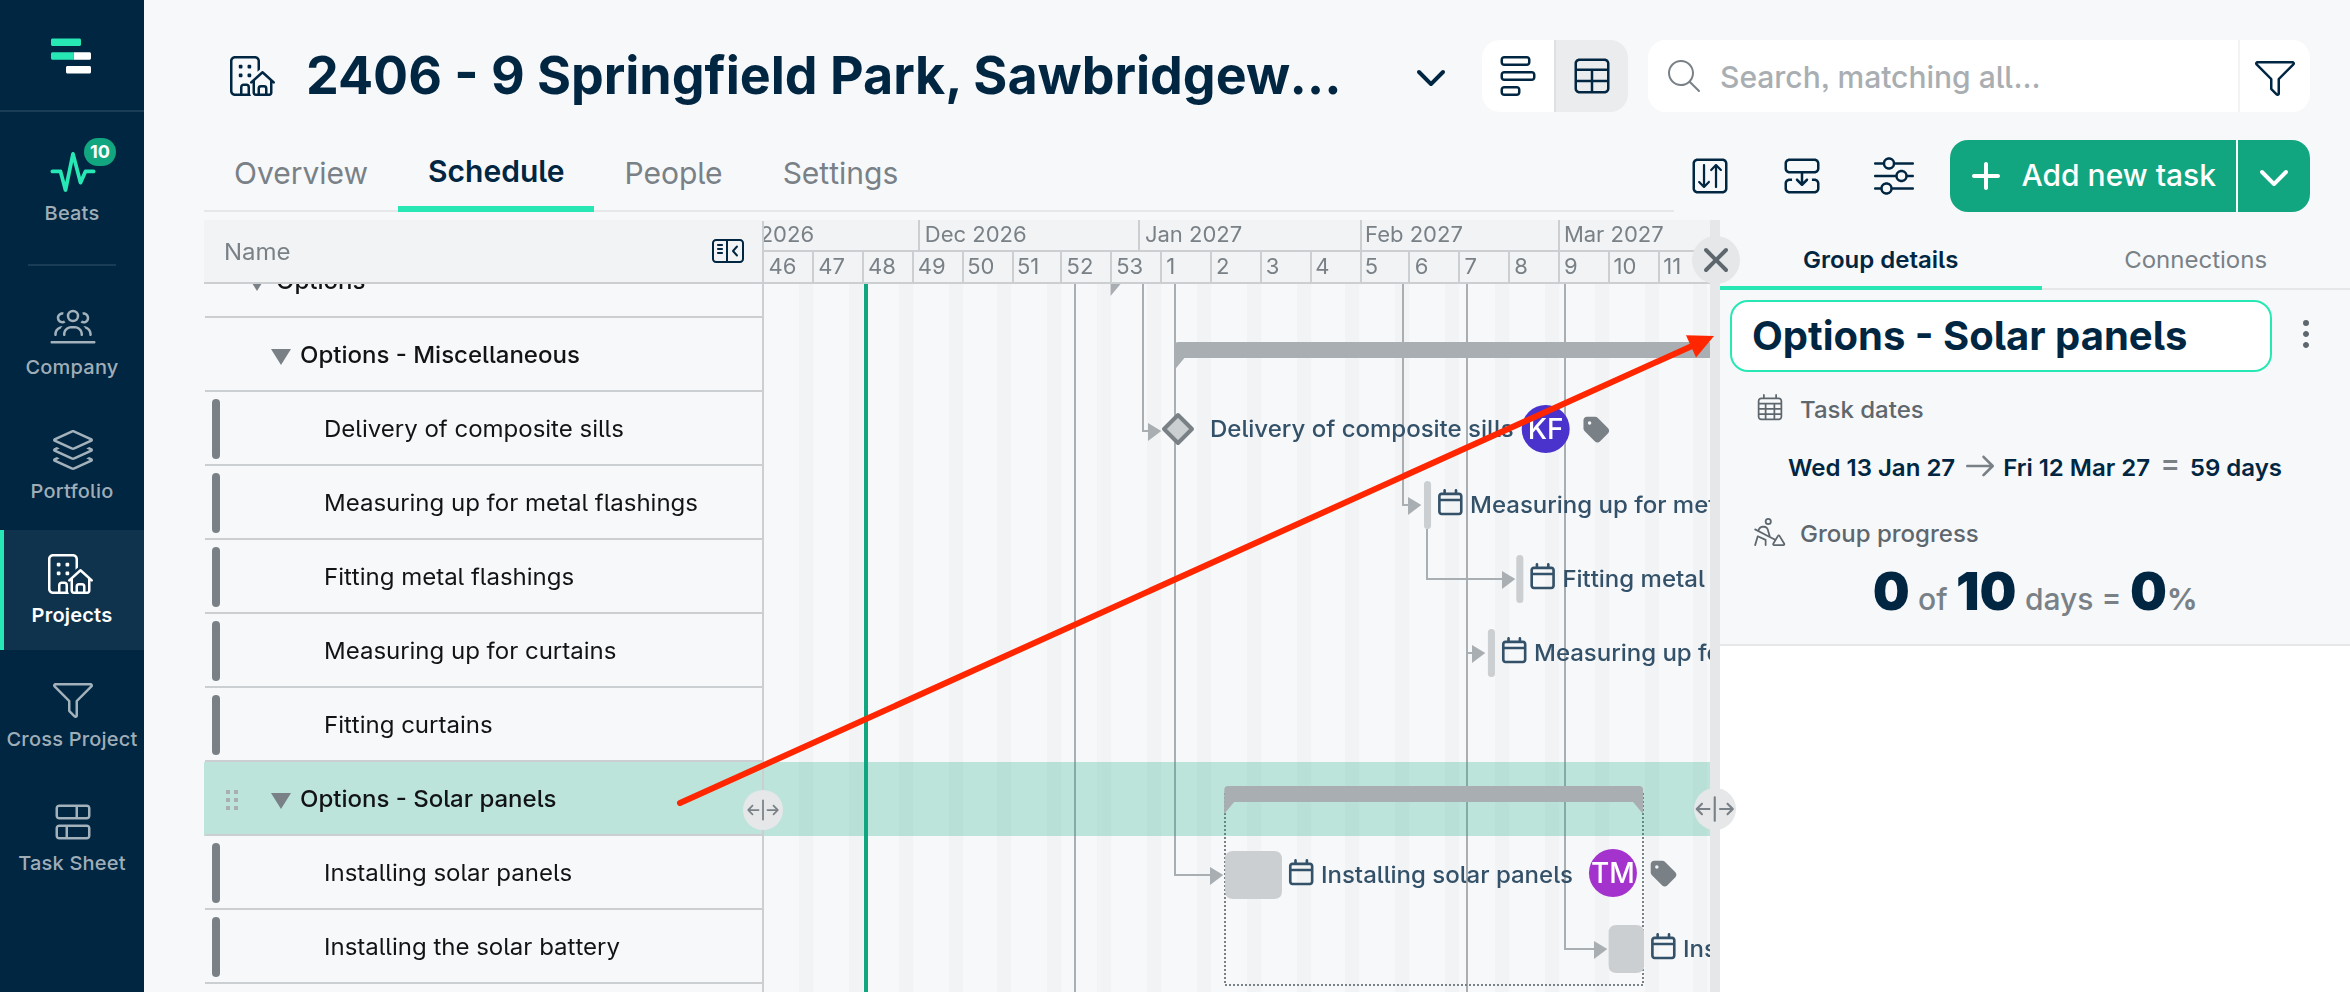 2406 - 9 Springfield Park, Sawbridgew...
Search, matching all...
10
Beats
Company
Portfolio
Projects
Cross Project
Task Sheet
Overview
Schedule
People
Settings
Add new task
Name
2026
Dec 2026
Jan 2027
Feb 2027
Mar 2027
46 47 48 49 50 51 52 53 1 2 3 4 5 6 7 8 9 10 11
Options
Options - Miscellaneous
Delivery of composite sills
Delivery of composite sills KF
Measuring up for metal flashings
Measuring up for met
Fitting metal flashings
Fitting metal
Measuring up for curtains
Measuring up fo
Fitting curtains
Options - Solar panels
Installing solar panels
Installing solar panels TM
Installing the solar battery
Ins
Group details
Connections
Options - Solar panels
Task dates
Wed 13 Jan 27 → Fri 12 Mar 27 = 59 days
Group progress
0 of 10 days = 0%